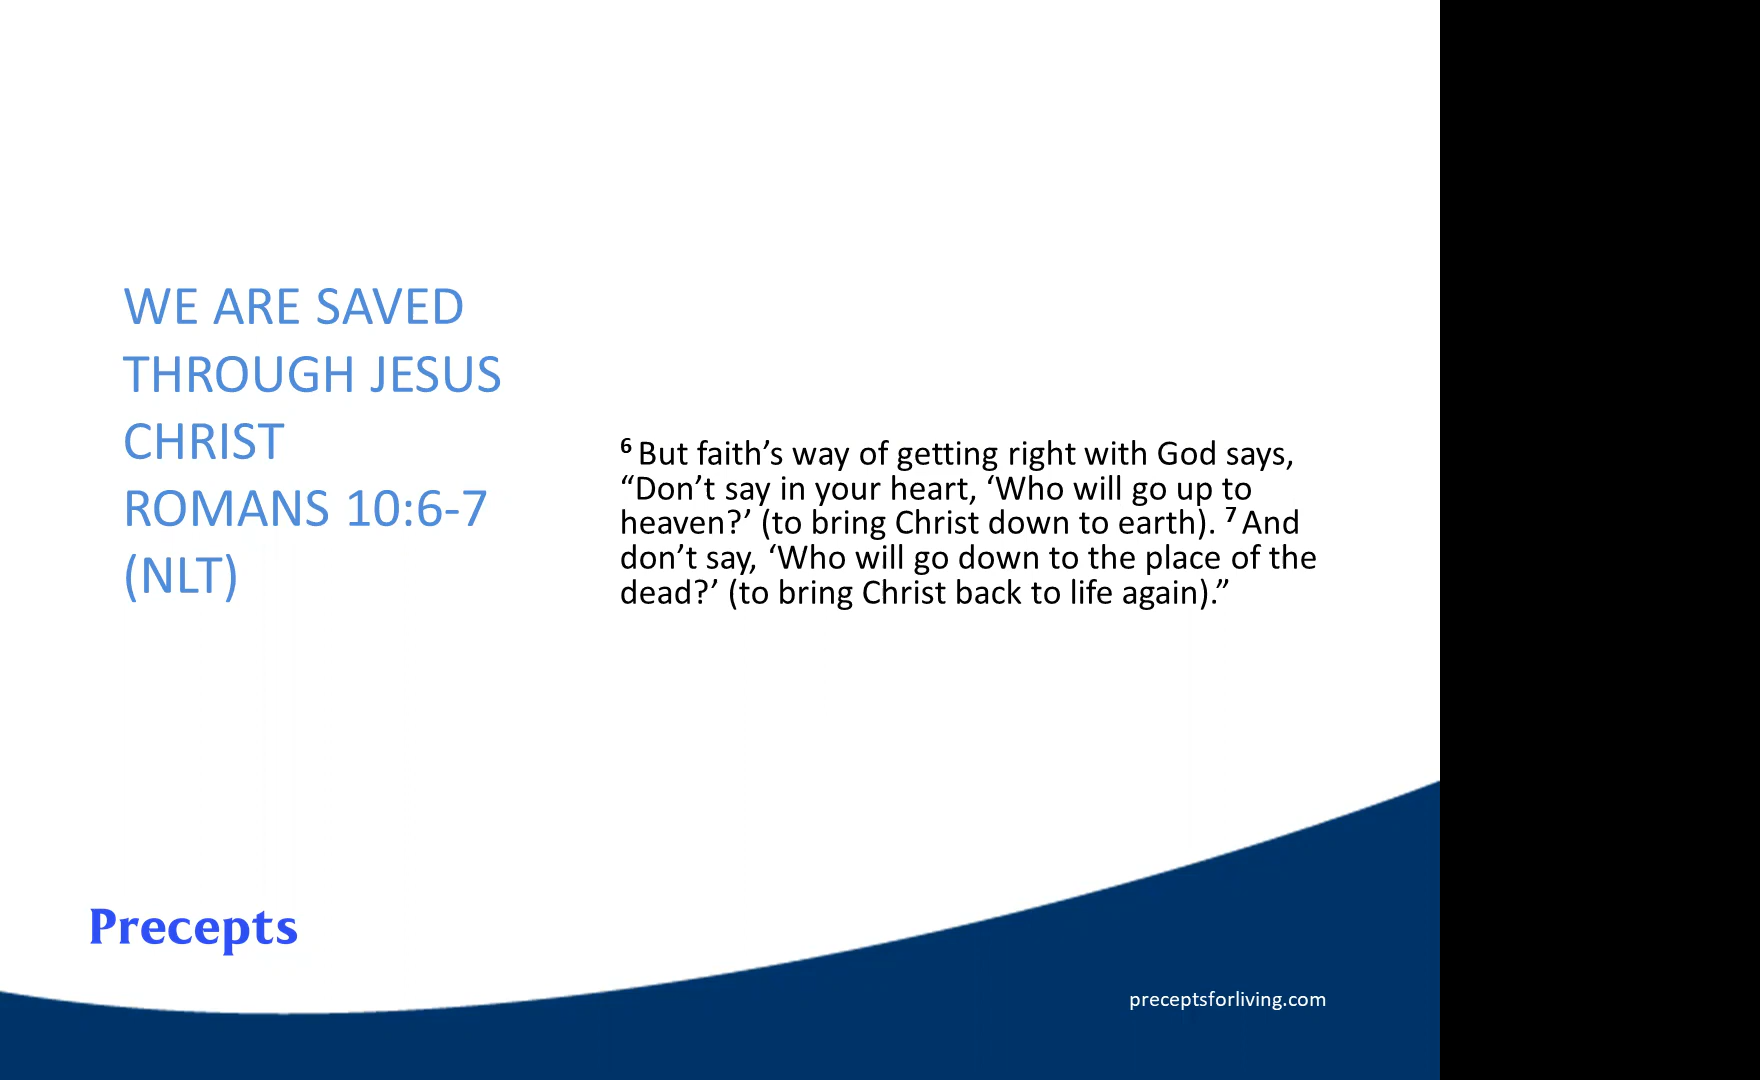 WE ARE SAVED
THROUGH JESUS
CHRIST
ROMANS 10:6-7
(NLT)
⁶ But faith’s way of getting right with God says,
“Don’t say in your heart, ‘Who will go up to
heaven?’ (to bring Christ down to earth). ⁷ And
don’t say, ‘Who will go down to the place of the
dead?’ (to bring Christ back to life again).”
Precepts
preceptsforliving.com